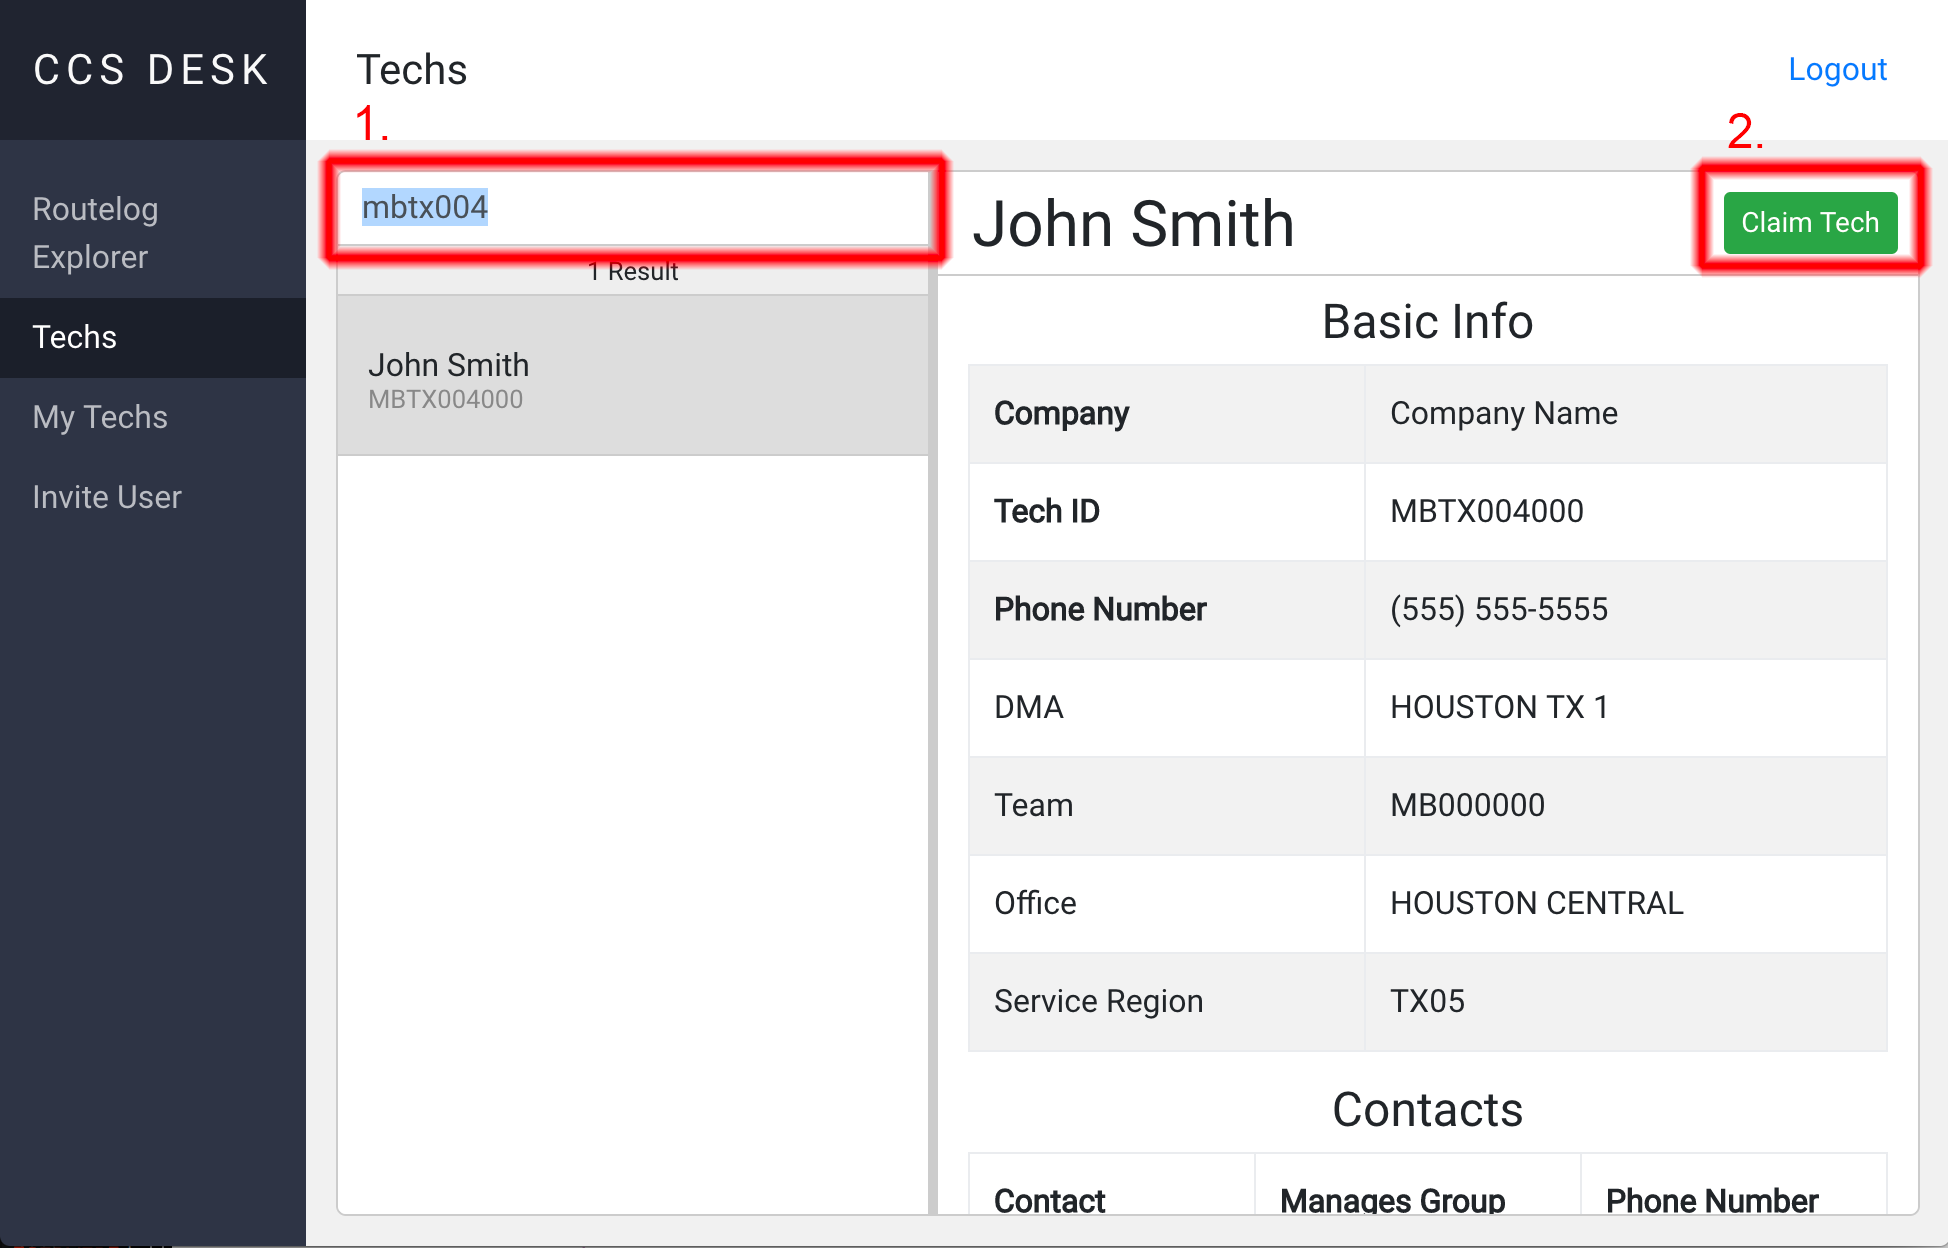 CCS DESK
Routelog
Explorer
Techs
My Techs
Invite User
Techs
Logout
1.
2.
mbtx004
1 Result
John Smith
MBTX004000
John Smith
Claim Tech
Basic Info
Company Company Name
Tech ID MBTX004000
Phone Number (555) 555-5555
DMA HOUSTON TX 1
Team MB000000
Office HOUSTON CENTRAL
Service Region TX05
Contacts
Contact Manages Group Phone Number